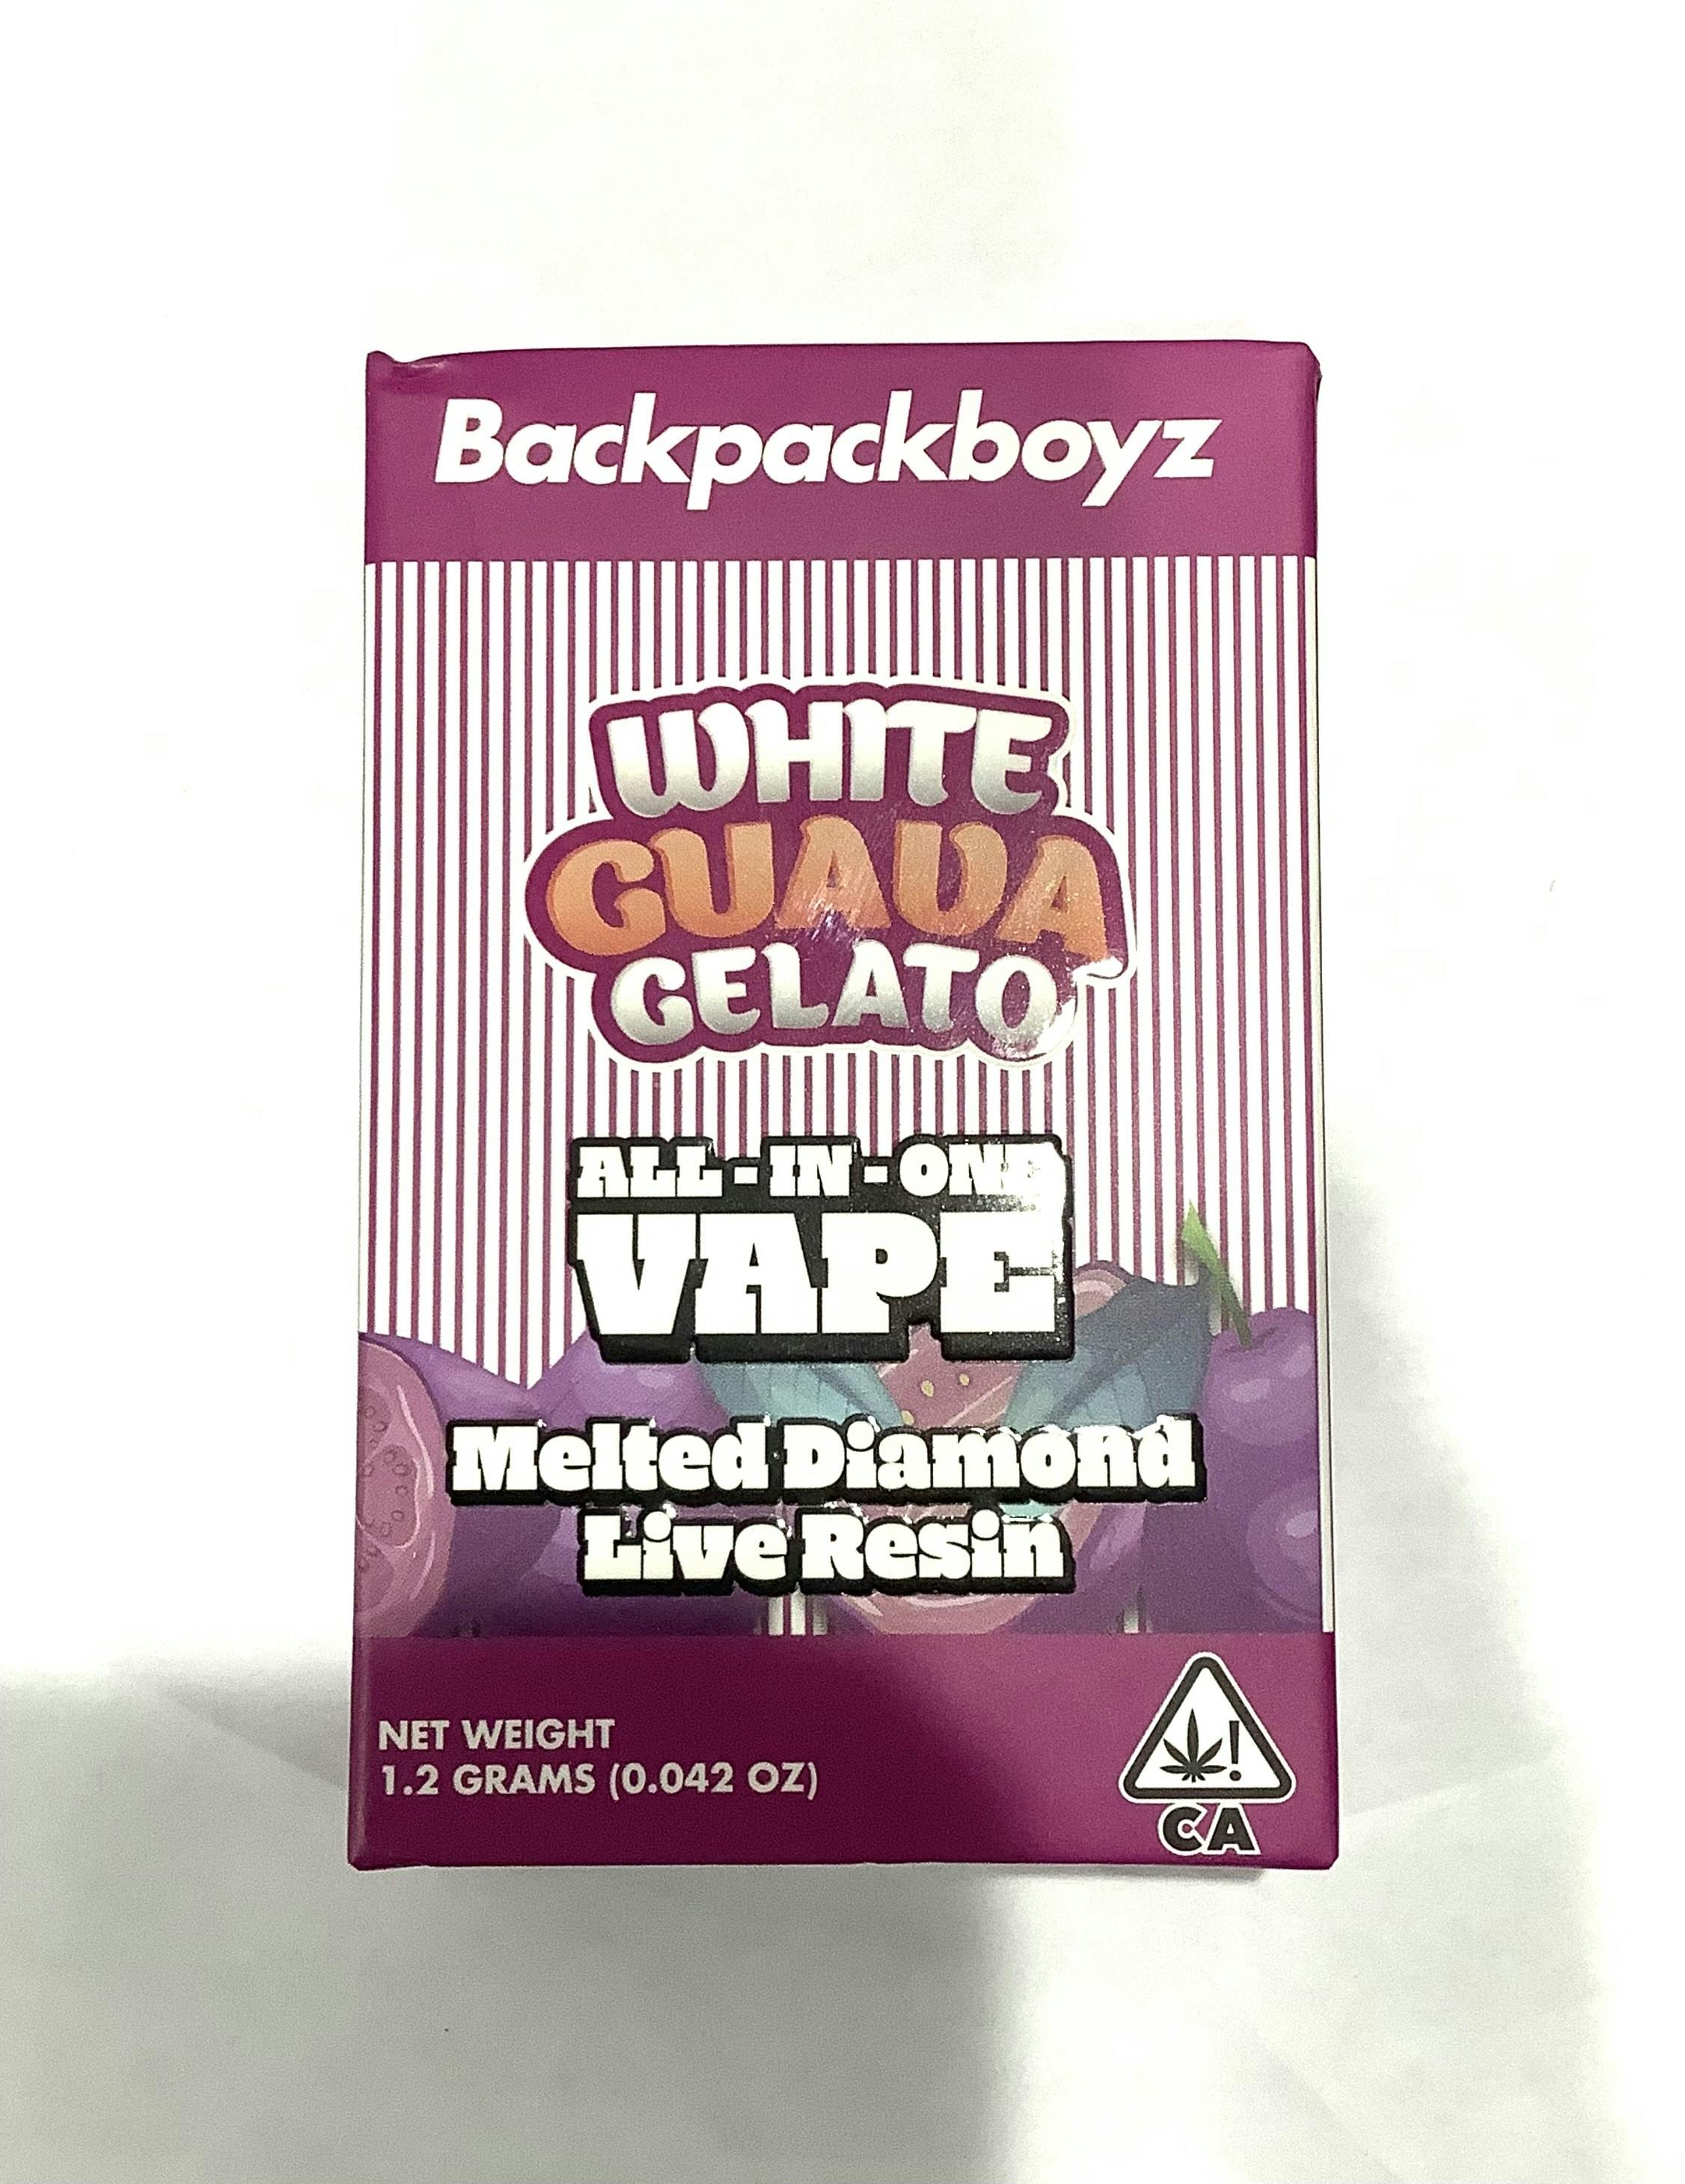 Backpackboyz
WHITE
GUAVA
GELATO
ALL-IN-ONE
VAPE
Melted Diamond
Live Resin
NET WEIGHT
1.2 GRAMS (0.042 OZ)
!
CA